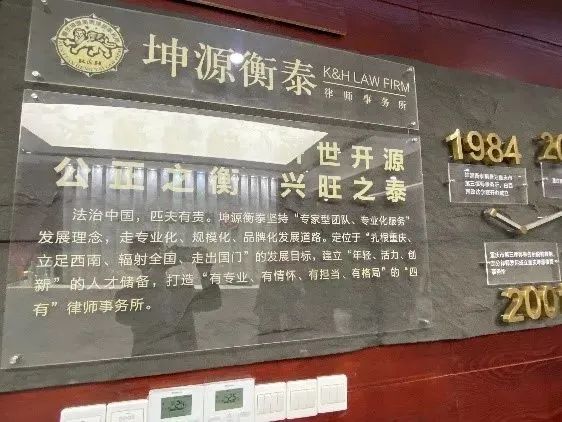 坤源衡泰
K&H LAW FIRM
律师事务所
世开源
公正之衡 兴旺之泰
法治中国，匹夫有责。坤源衡泰坚持“专家型团队、专业化服务”
发展理念，走专业化、规模化、品牌化发展道路。定位于“扎根重庆、
立足西南、辐射全国、走出国门”的发展目标，建立“年轻、活力、创
新”的人才储备，打造“有专业、有情怀、有担当、有格局”的“四
有”律师事务所。
1984
200